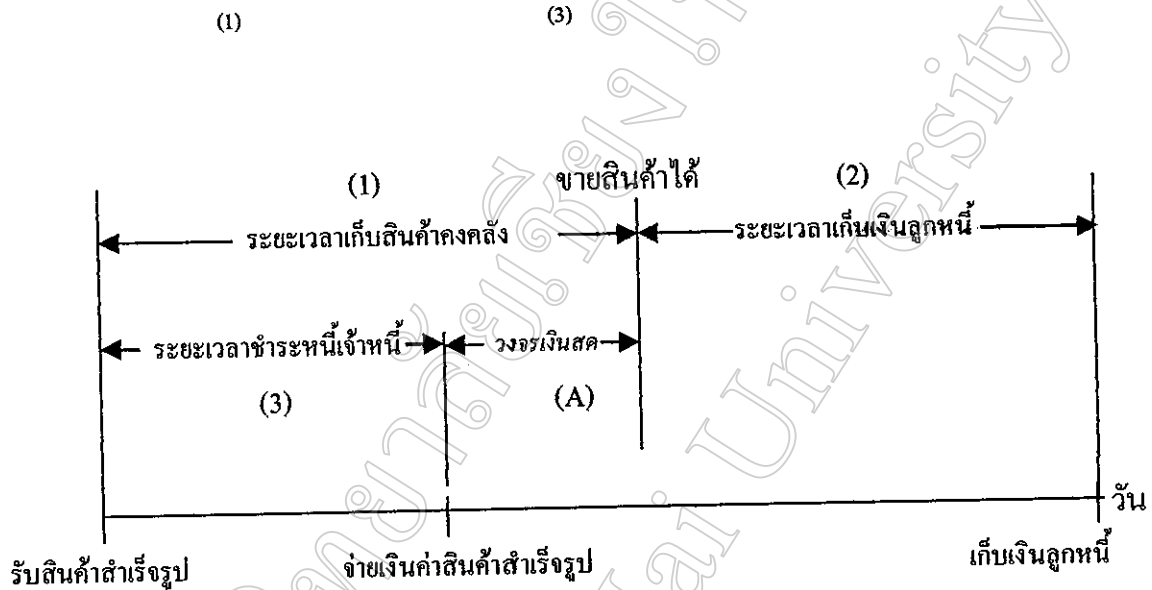 (1) (3)
(1) ขายสินค้าได้ (2)
ระยะเวลาเก็บสินค้าคงคลัง ระยะเวลาเก็บเงินลูกหนี้
ระยะเวลาชำระหนี้เจ้าหนี้ วงจรเงินสด
(3) (A)
วัน
รับสินค้าสำเร็จรูป จ่ายเงินค่าสินค้าสำเร็จรูป เก็บเงินลูกหนี้